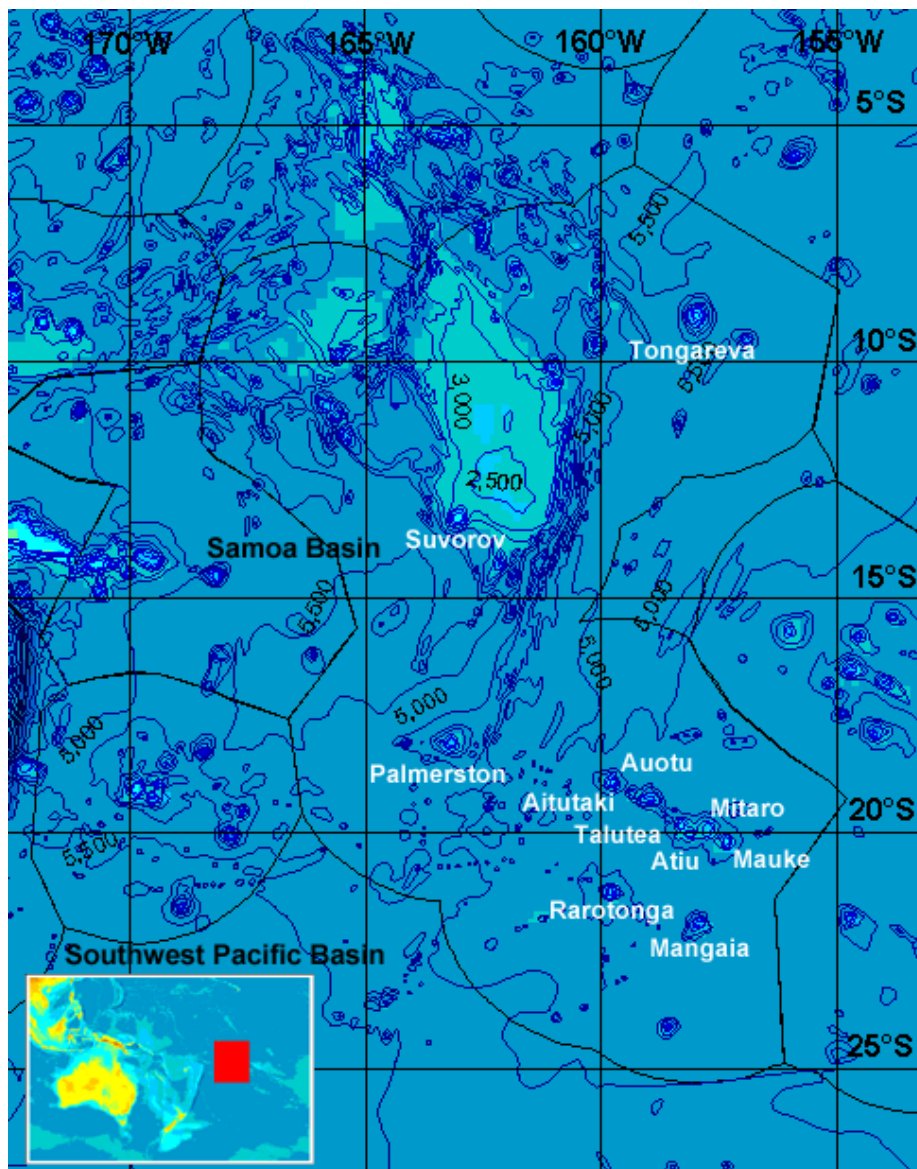 170°W 165°W 160°W 155°W
5°S
5,500
Tongareva
10°S
5,500
3,000
5,000
2,500
Suvorov
Samoa Basin
15°S
5,500
5,000
5,000
5,000
5,000
Palmerston
Auotu
Aitutaki
Mitaro
20°S
Talutea
5,500
Atiu
Mauke
Rarotonga
Mangaia
Southwest Pacific Basin
25°S